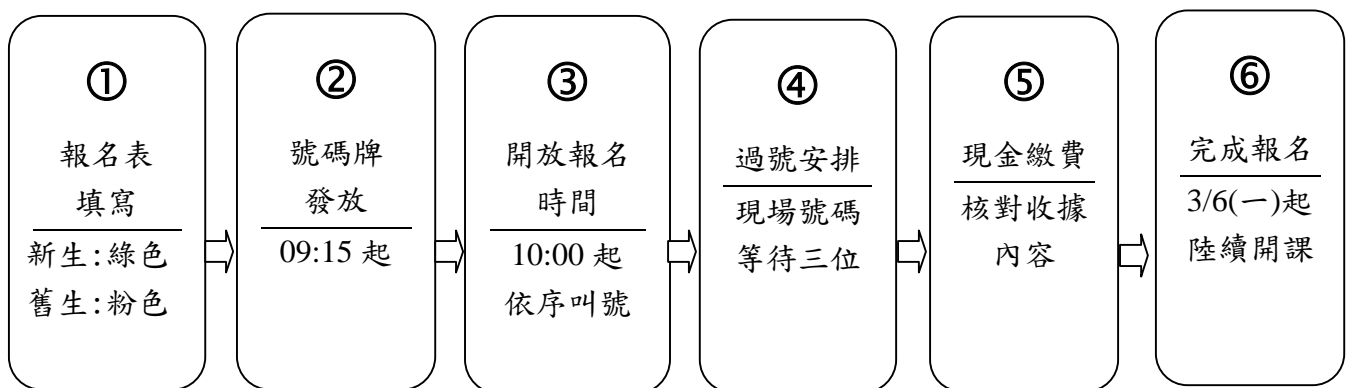 ①
報名表
填寫
新生:綠色
舊生:粉色
②
號碼牌
發放
09:15 起
③
開放報名
時間
10:00 起
依序叫號
④
過號安排
現場號碼
等待三位
⑤
現金繳費
核對收據
內容
⑥
完成報名
3/6(一)起
陸續開課